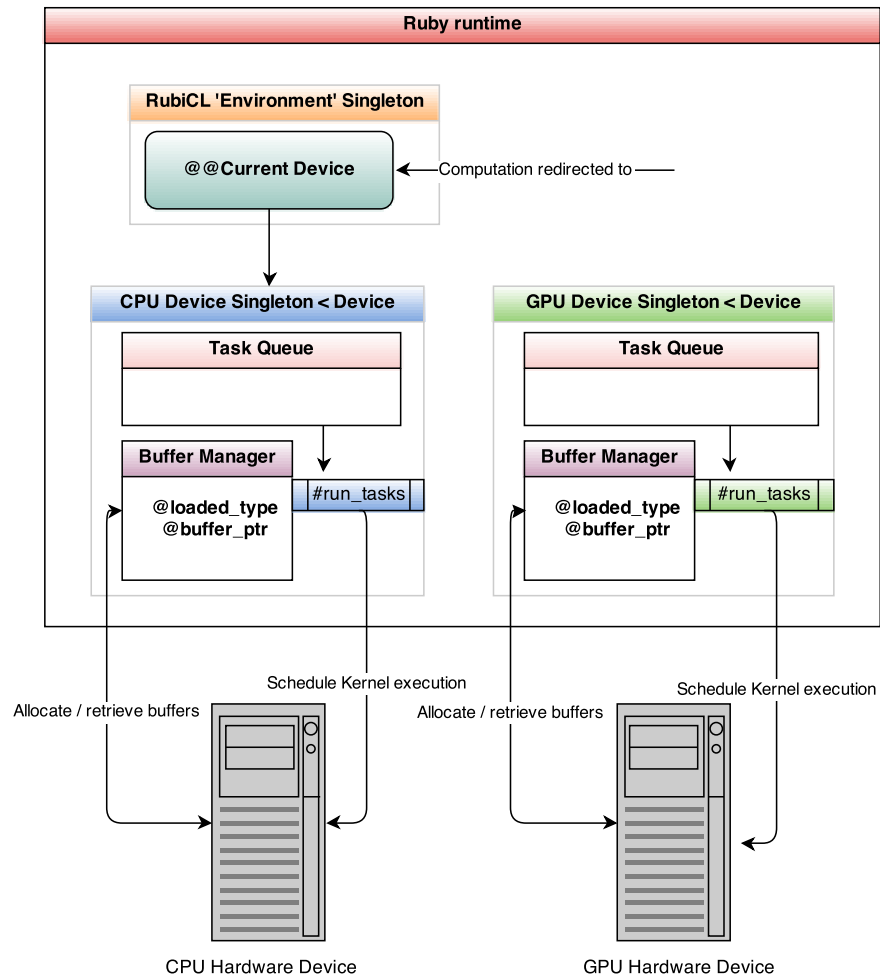 Ruby runtime
RubiCL 'Environment' Singleton
@@Current Device
Computation redirected to
CPU Device Singleton < Device
GPU Device Singleton < Device
Task Queue
Task Queue
Buffer Manager
#run_tasks
@loaded_type
@buffer_ptr
Buffer Manager
#run_tasks
@loaded_type
@buffer_ptr
Schedule Kernel execution
Allocate / retrieve buffers
Schedule Kernel execution
Allocate / retrieve buffers
CPU Hardware Device
GPU Hardware Device